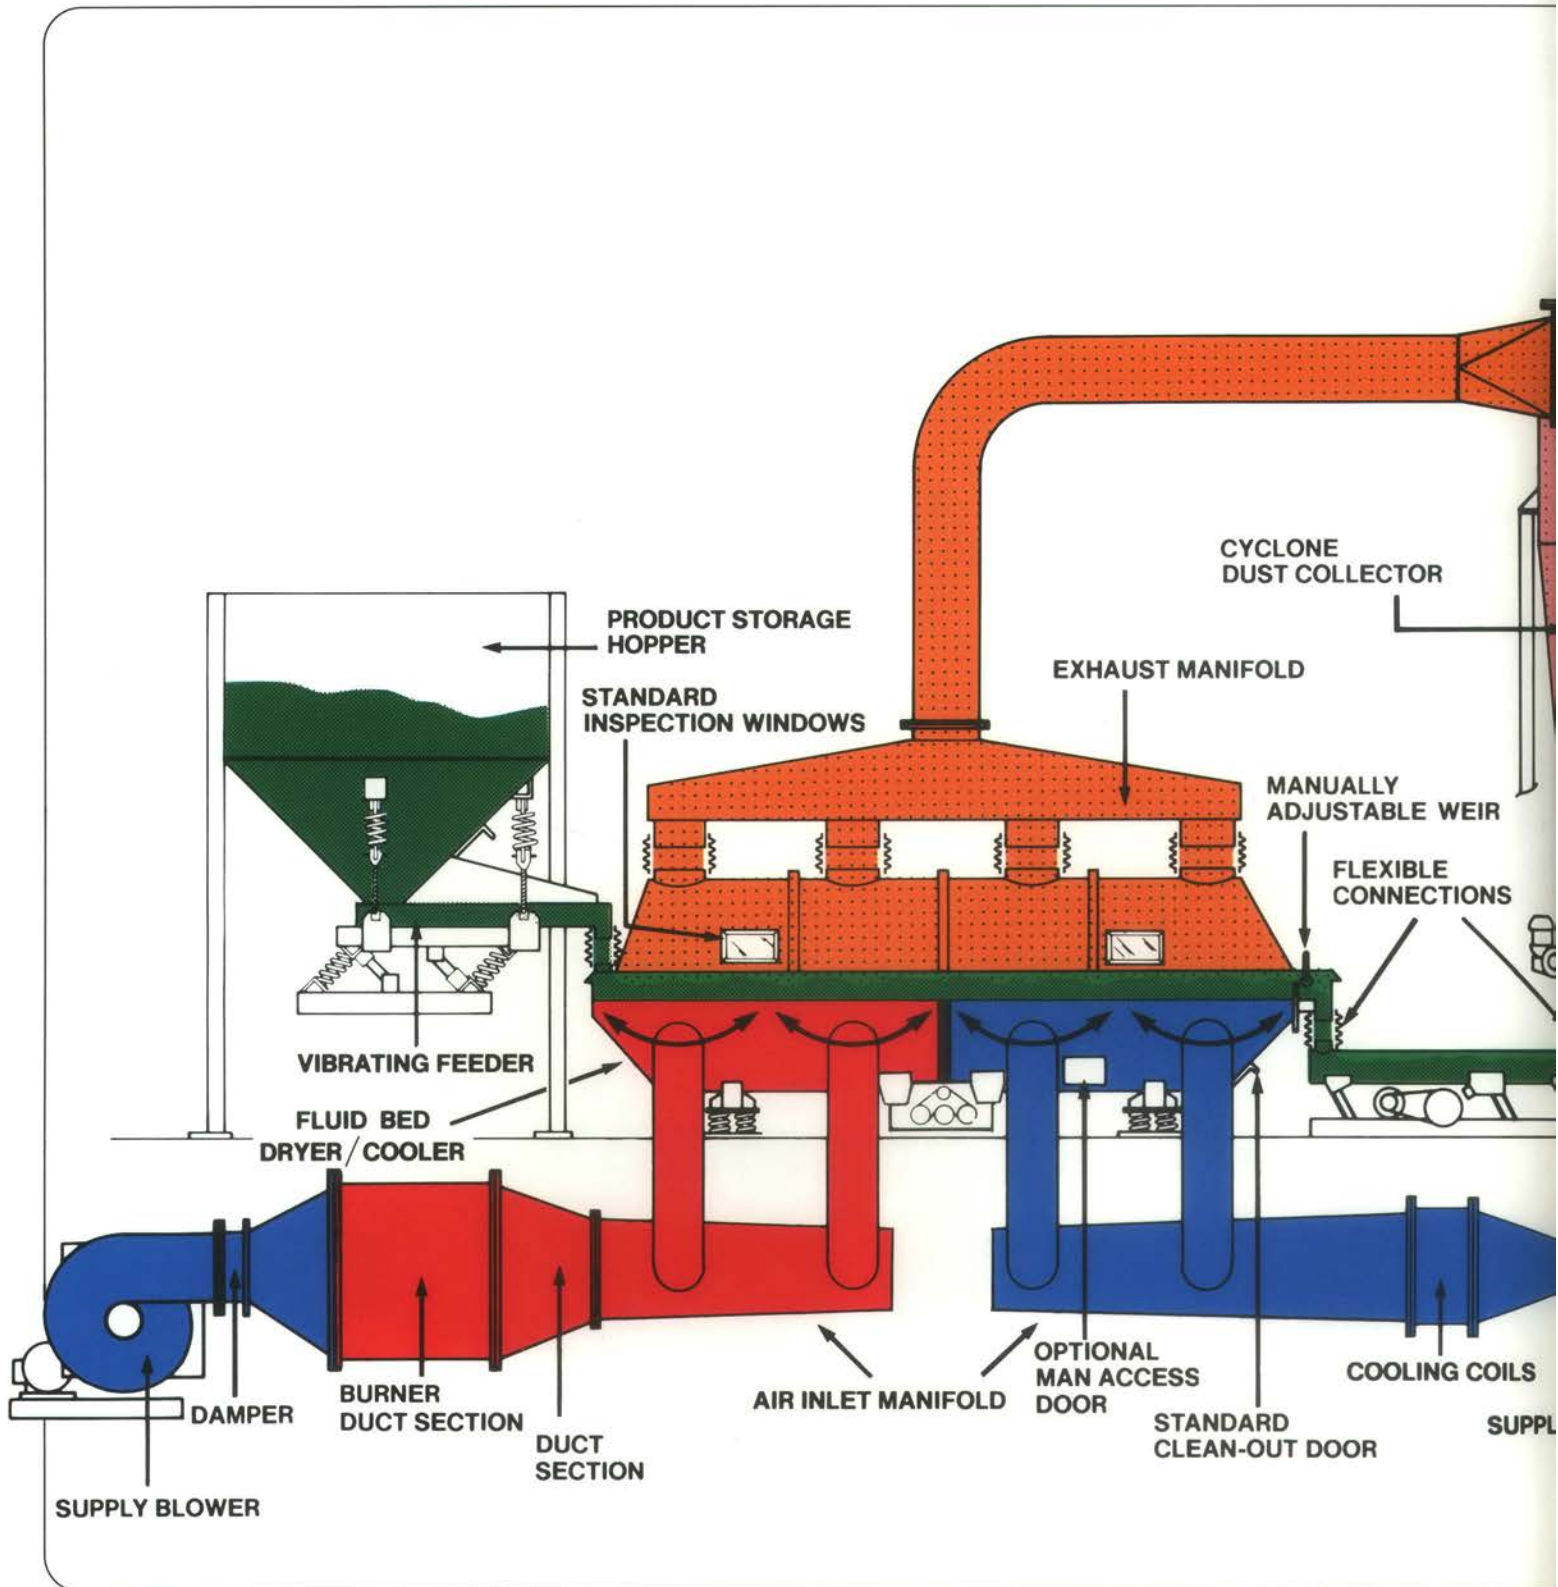 CYCLONE
DUST COLLECTOR
PRODUCT STORAGE
HOPPER
EXHAUST MANIFOLD
STANDARD
INSPECTION WINDOWS
MANUALLY
ADJUSTABLE WEIR
FLEXIBLE
CONNECTIONS
VIBRATING FEEDER
FLUID BED
DRYER/COOLER
OPTIONAL
MAN ACCESS
DOOR
COOLING COILS
BURNER
DUCT SECTION
AIR INLET MANIFOLD
DAMPER
STANDARD
CLEAN-OUT DOOR
SUPPL
DUCT
SECTION
SUPPLY BLOWER